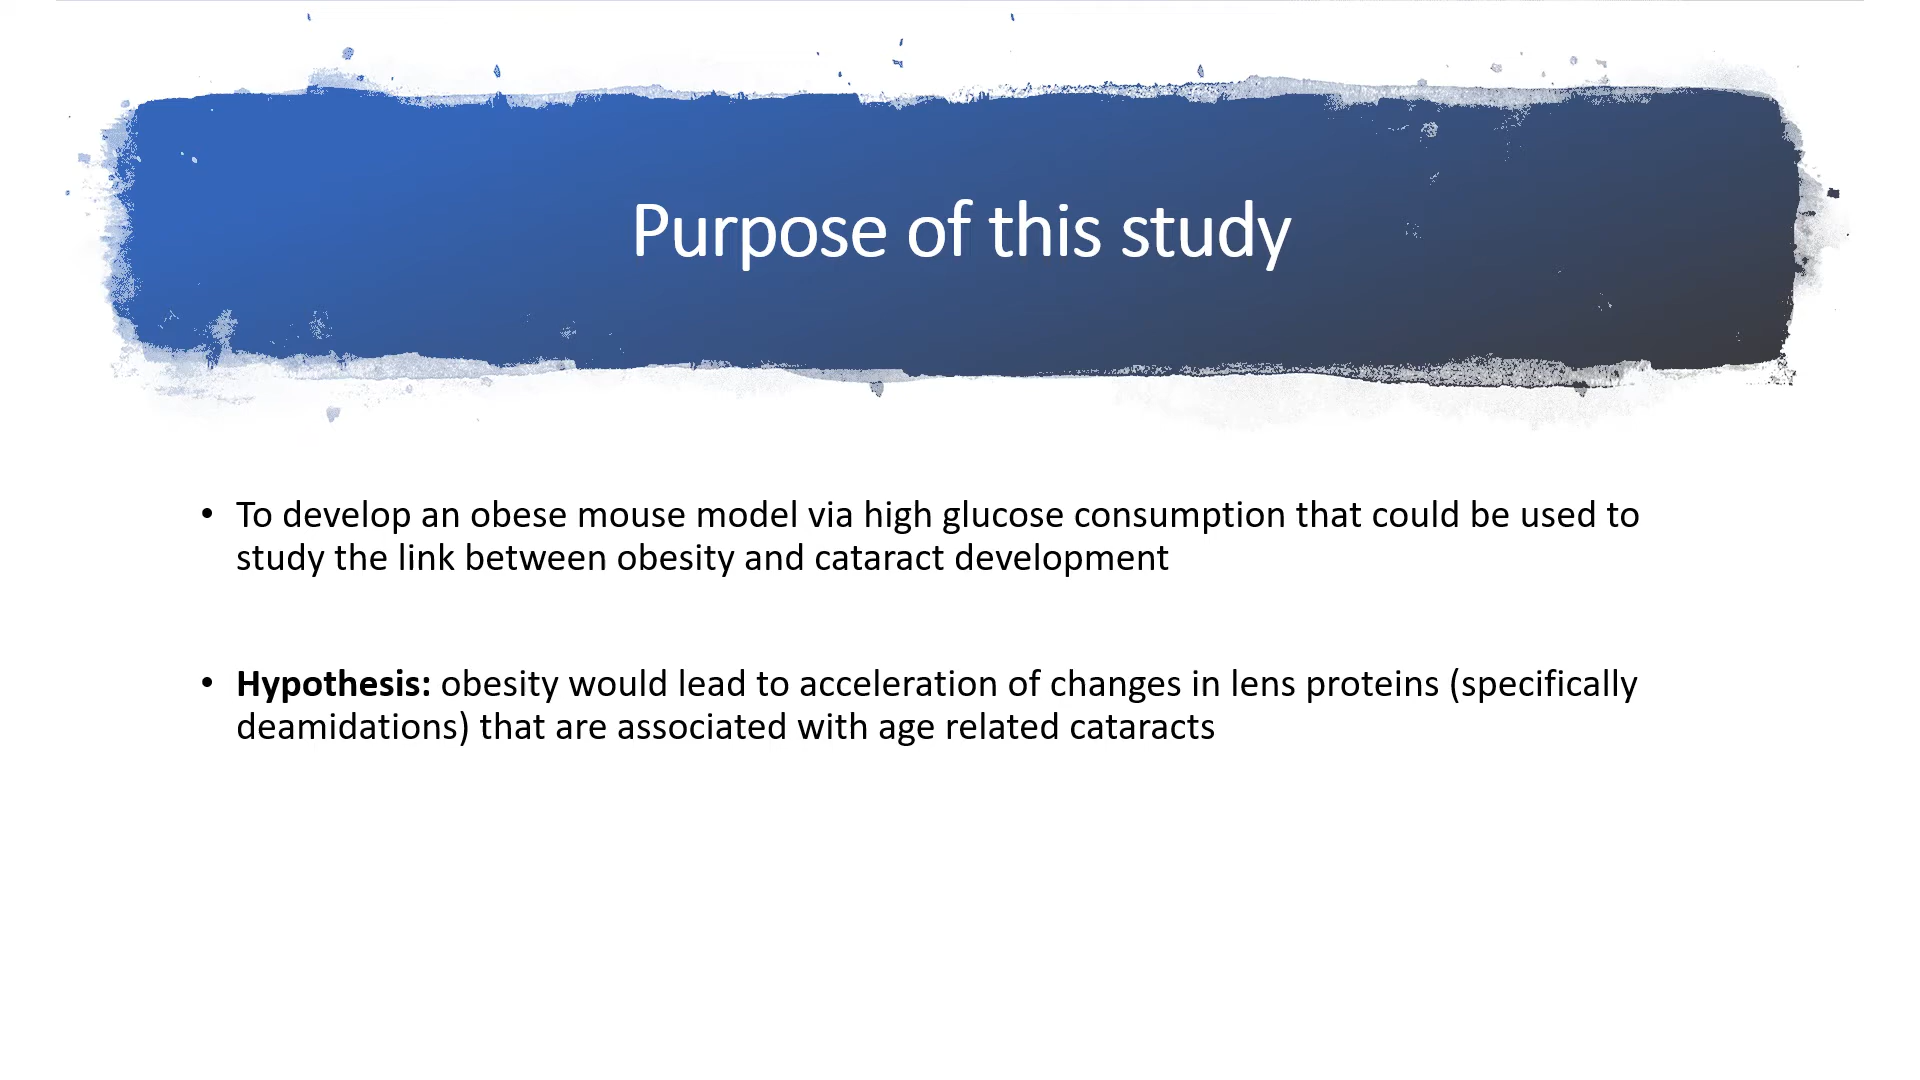 Purpose of this study
• To develop an obese mouse model via high glucose consumption that could be used to
study the link between obesity and cataract development
• Hypothesis: obesity would lead to acceleration of changes in lens proteins (specifically
deamidations) that are associated with age related cataracts